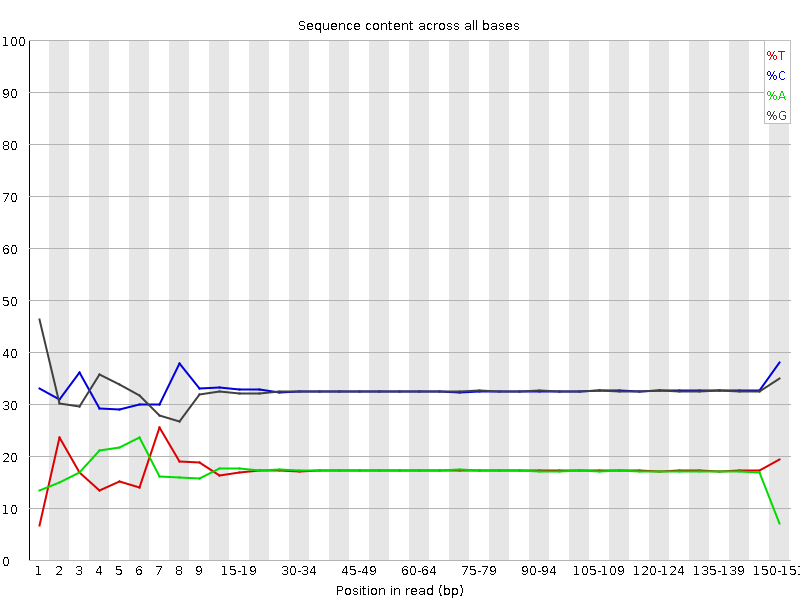 Sequence content across all bases
100
90
80
70
60
50
40
30
20
10
0
%T
%C
%A
%G
1 2 3 4 5 6 7 8 9 15-19 30-34 45-49 60-64 75-79 90-94 105-109 120-124 135-139 150-151
Position in read (bp)